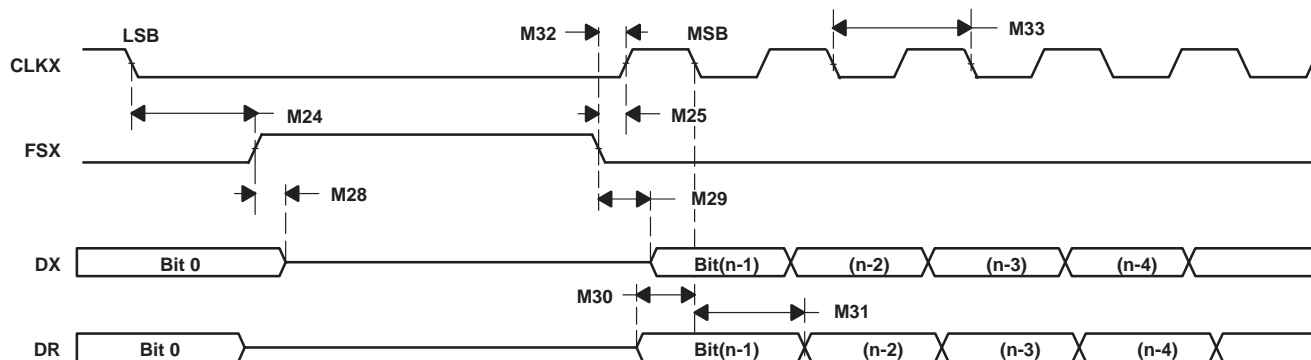 LSB
M32
MSB
M33
CLKX
M24
M25
FSX
M28
M29
DX
Bit 0
Bit(n-1)
(n-2)
(n-3)
(n-4)
M30
M31
DR
Bit 0
Bit(n-1)
(n-2)
(n-3)
(n-4)